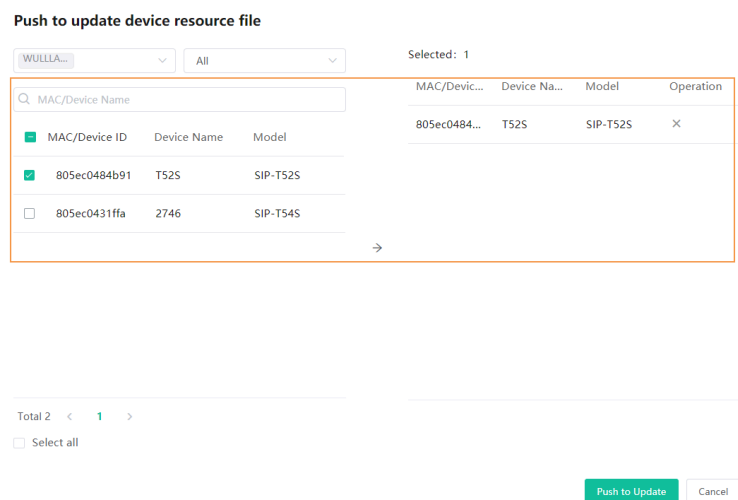 Push to update device resource file
WULLLA...
All
Selected: 1
MAC/Device Name
MAC/Devic... Device Na... Model Operation
MAC/Device ID Device Name Model
805ec0484... T52S SIP-T52S
805ec0484b91 T52S SIP-T52S
805ec0431ffa 2746 SIP-T54S
Total 2 < 1 >
Select all
Push to Update Cancel